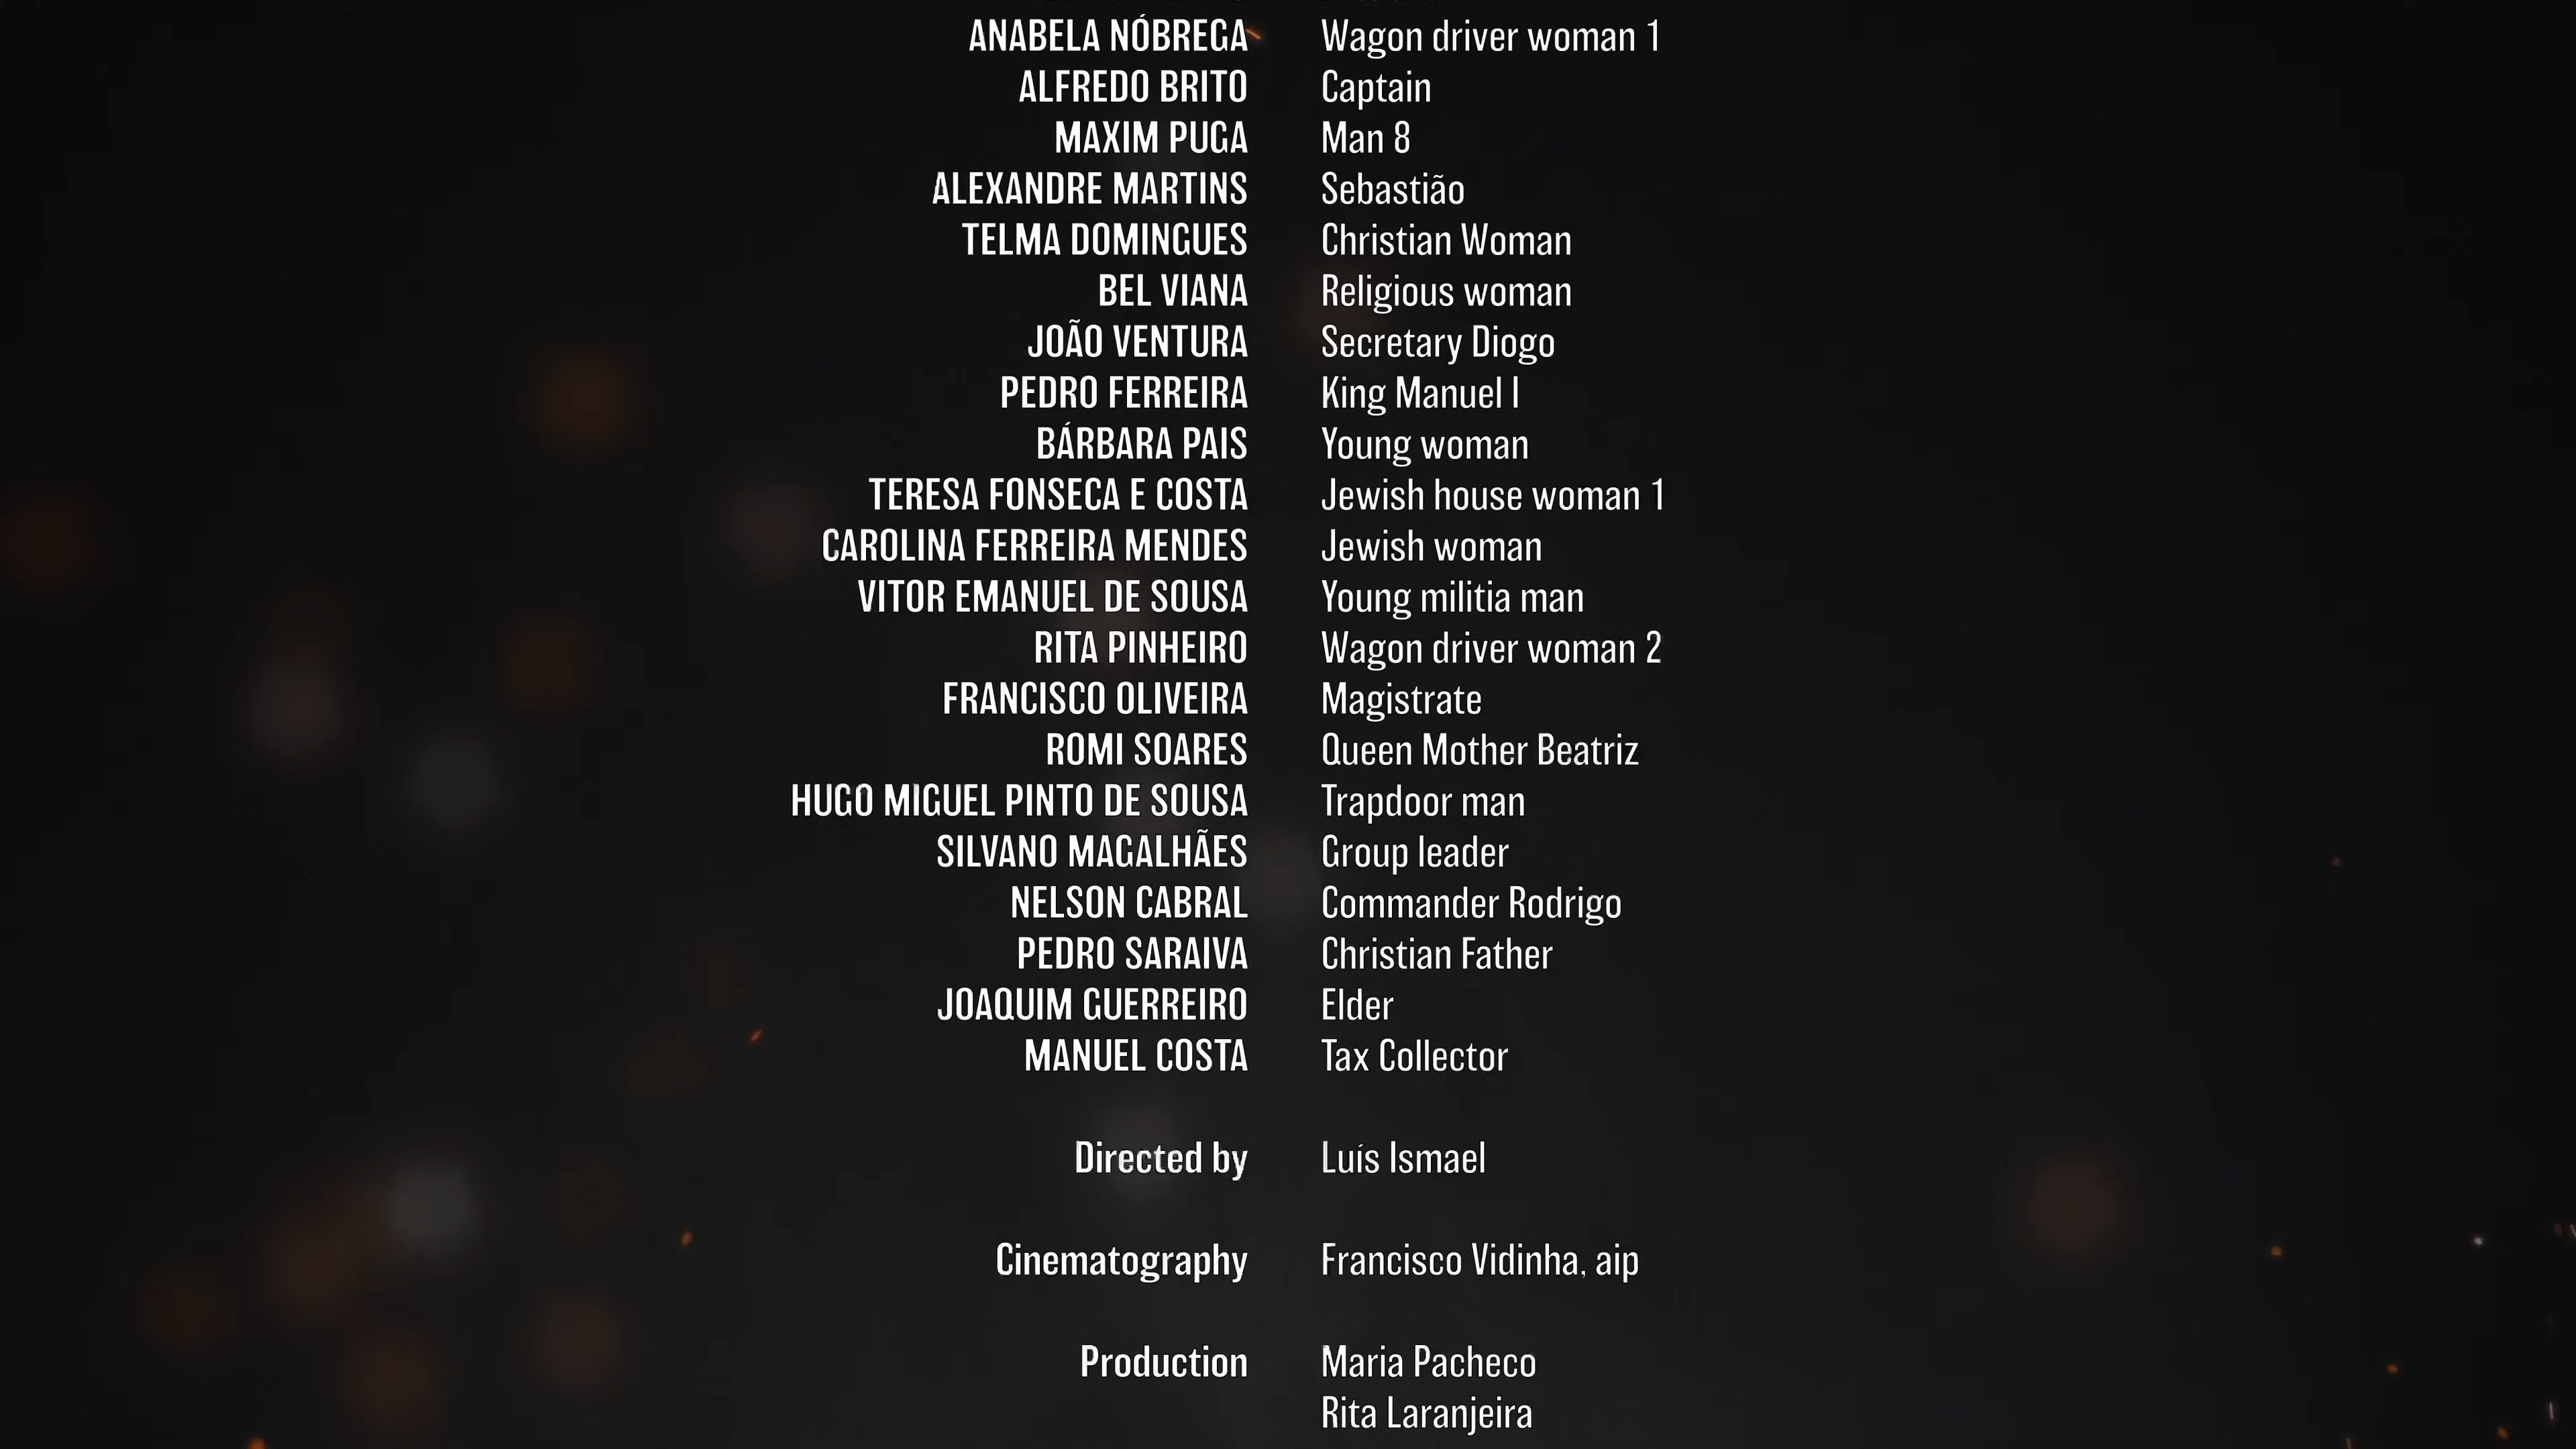 ANABELA NÓBREGA Wagon driver woman 1
ALFREDO BRITO Captain
MAXIM PUGA Man 8
ALEXANDRE MARTINS Sebastião
TELMA DOMINGUES Christian Woman
BEL VIANA Religious woman
JOÃO VENTURA Secretary Diogo
PEDRO FERREIRA King Manuel I
BÁRBARA PAIS Young woman
TERESA FONSECA E COSTA Jewish house woman 1
CAROLINA FERREIRA MENDES Jewish woman
VITOR EMANUEL DE SOUSA Young militia man
RITA PINHEIRO Wagon driver woman 2
FRANCISCO OLIVEIRA Magistrate
ROMI SOARES Queen Mother Beatriz
HUGO MIGUEL PINTO DE SOUSA Trapdoor man
SILVANO MAGALHÃES Group leader
NELSON CABRAL Commander Rodrigo
PEDRO SARAIVA Christian Father
JOAQUIM GUERREIRO Elder
MANUEL COSTA Tax Collector
Directed by Luís Ismael
Cinematography Francisco Vidinha, aip
Production Maria Pacheco
Rita Laranjeira